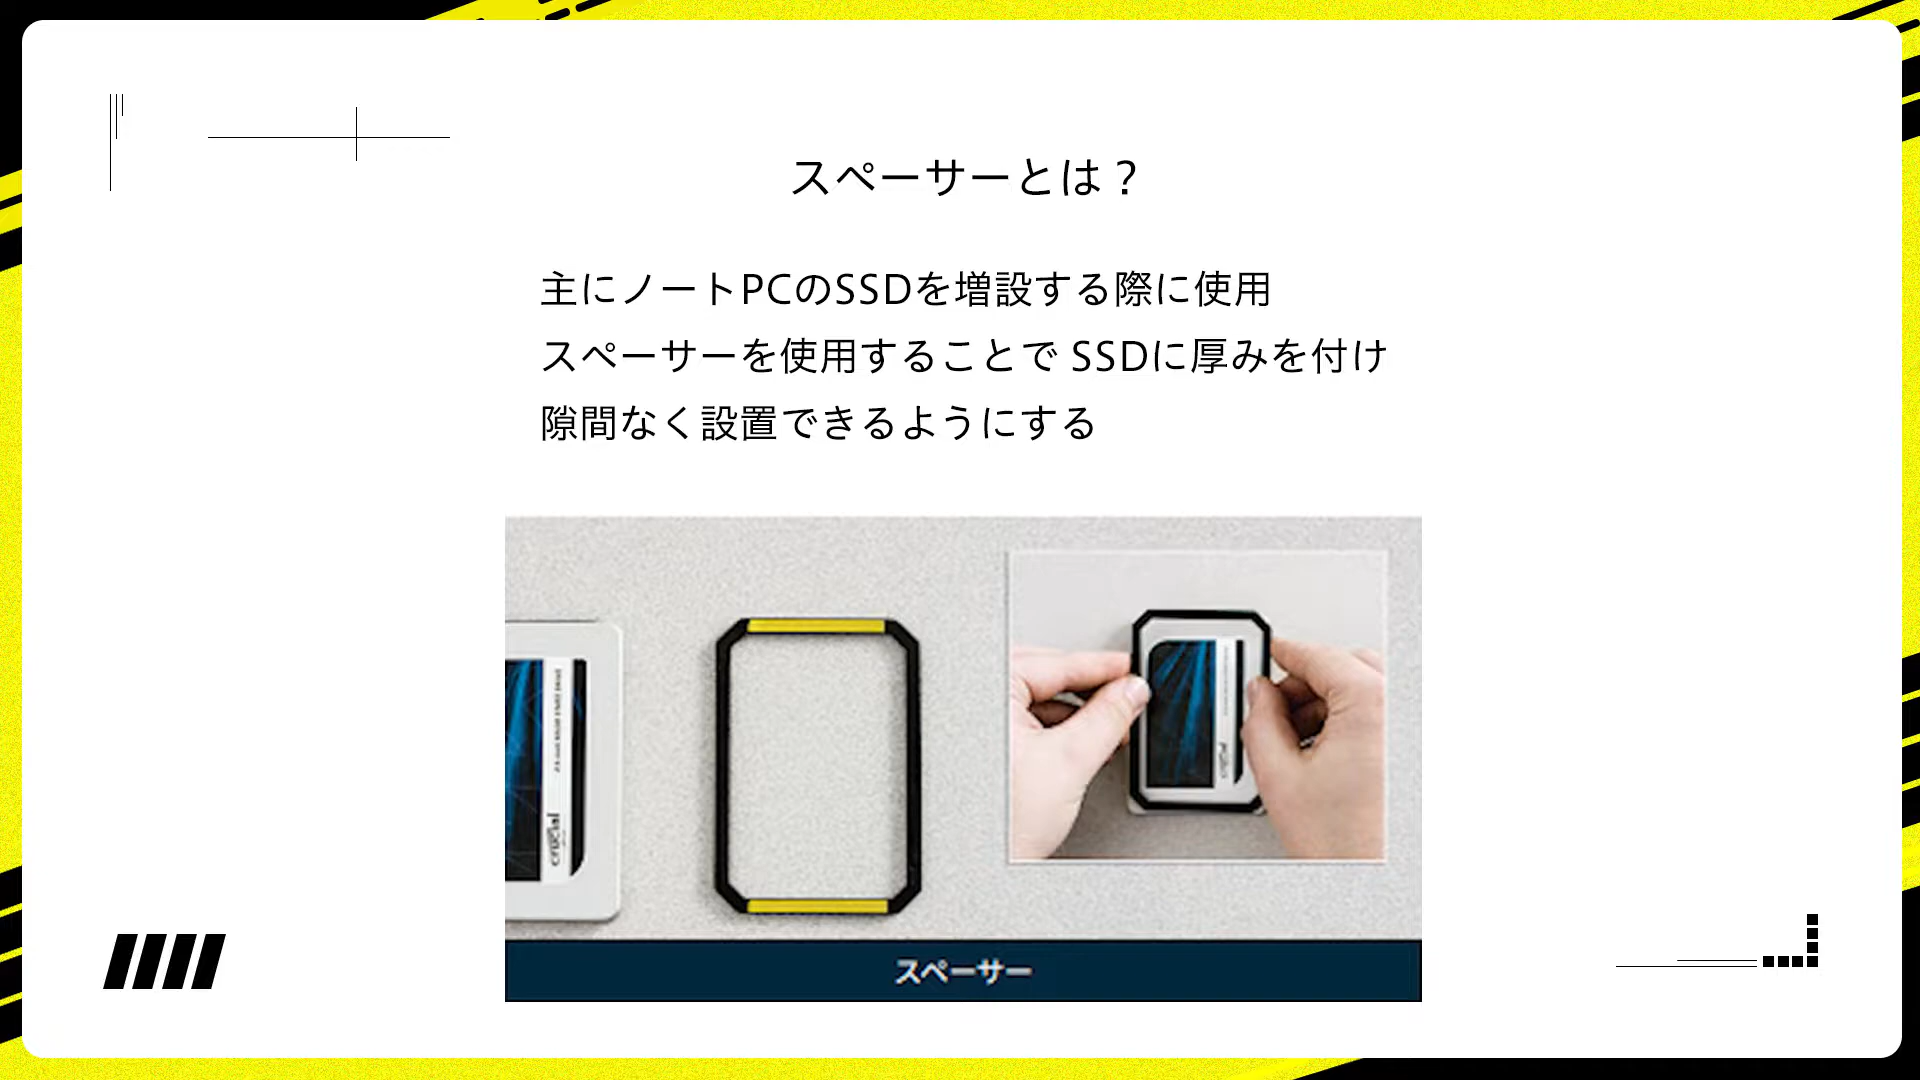 スペーサーとは？
主にノートPCのSSDを増設する際に使用
スペーサーを使用することで SSDに厚みを付け
隙間なく設置できるようにする
crucial
スペーサー